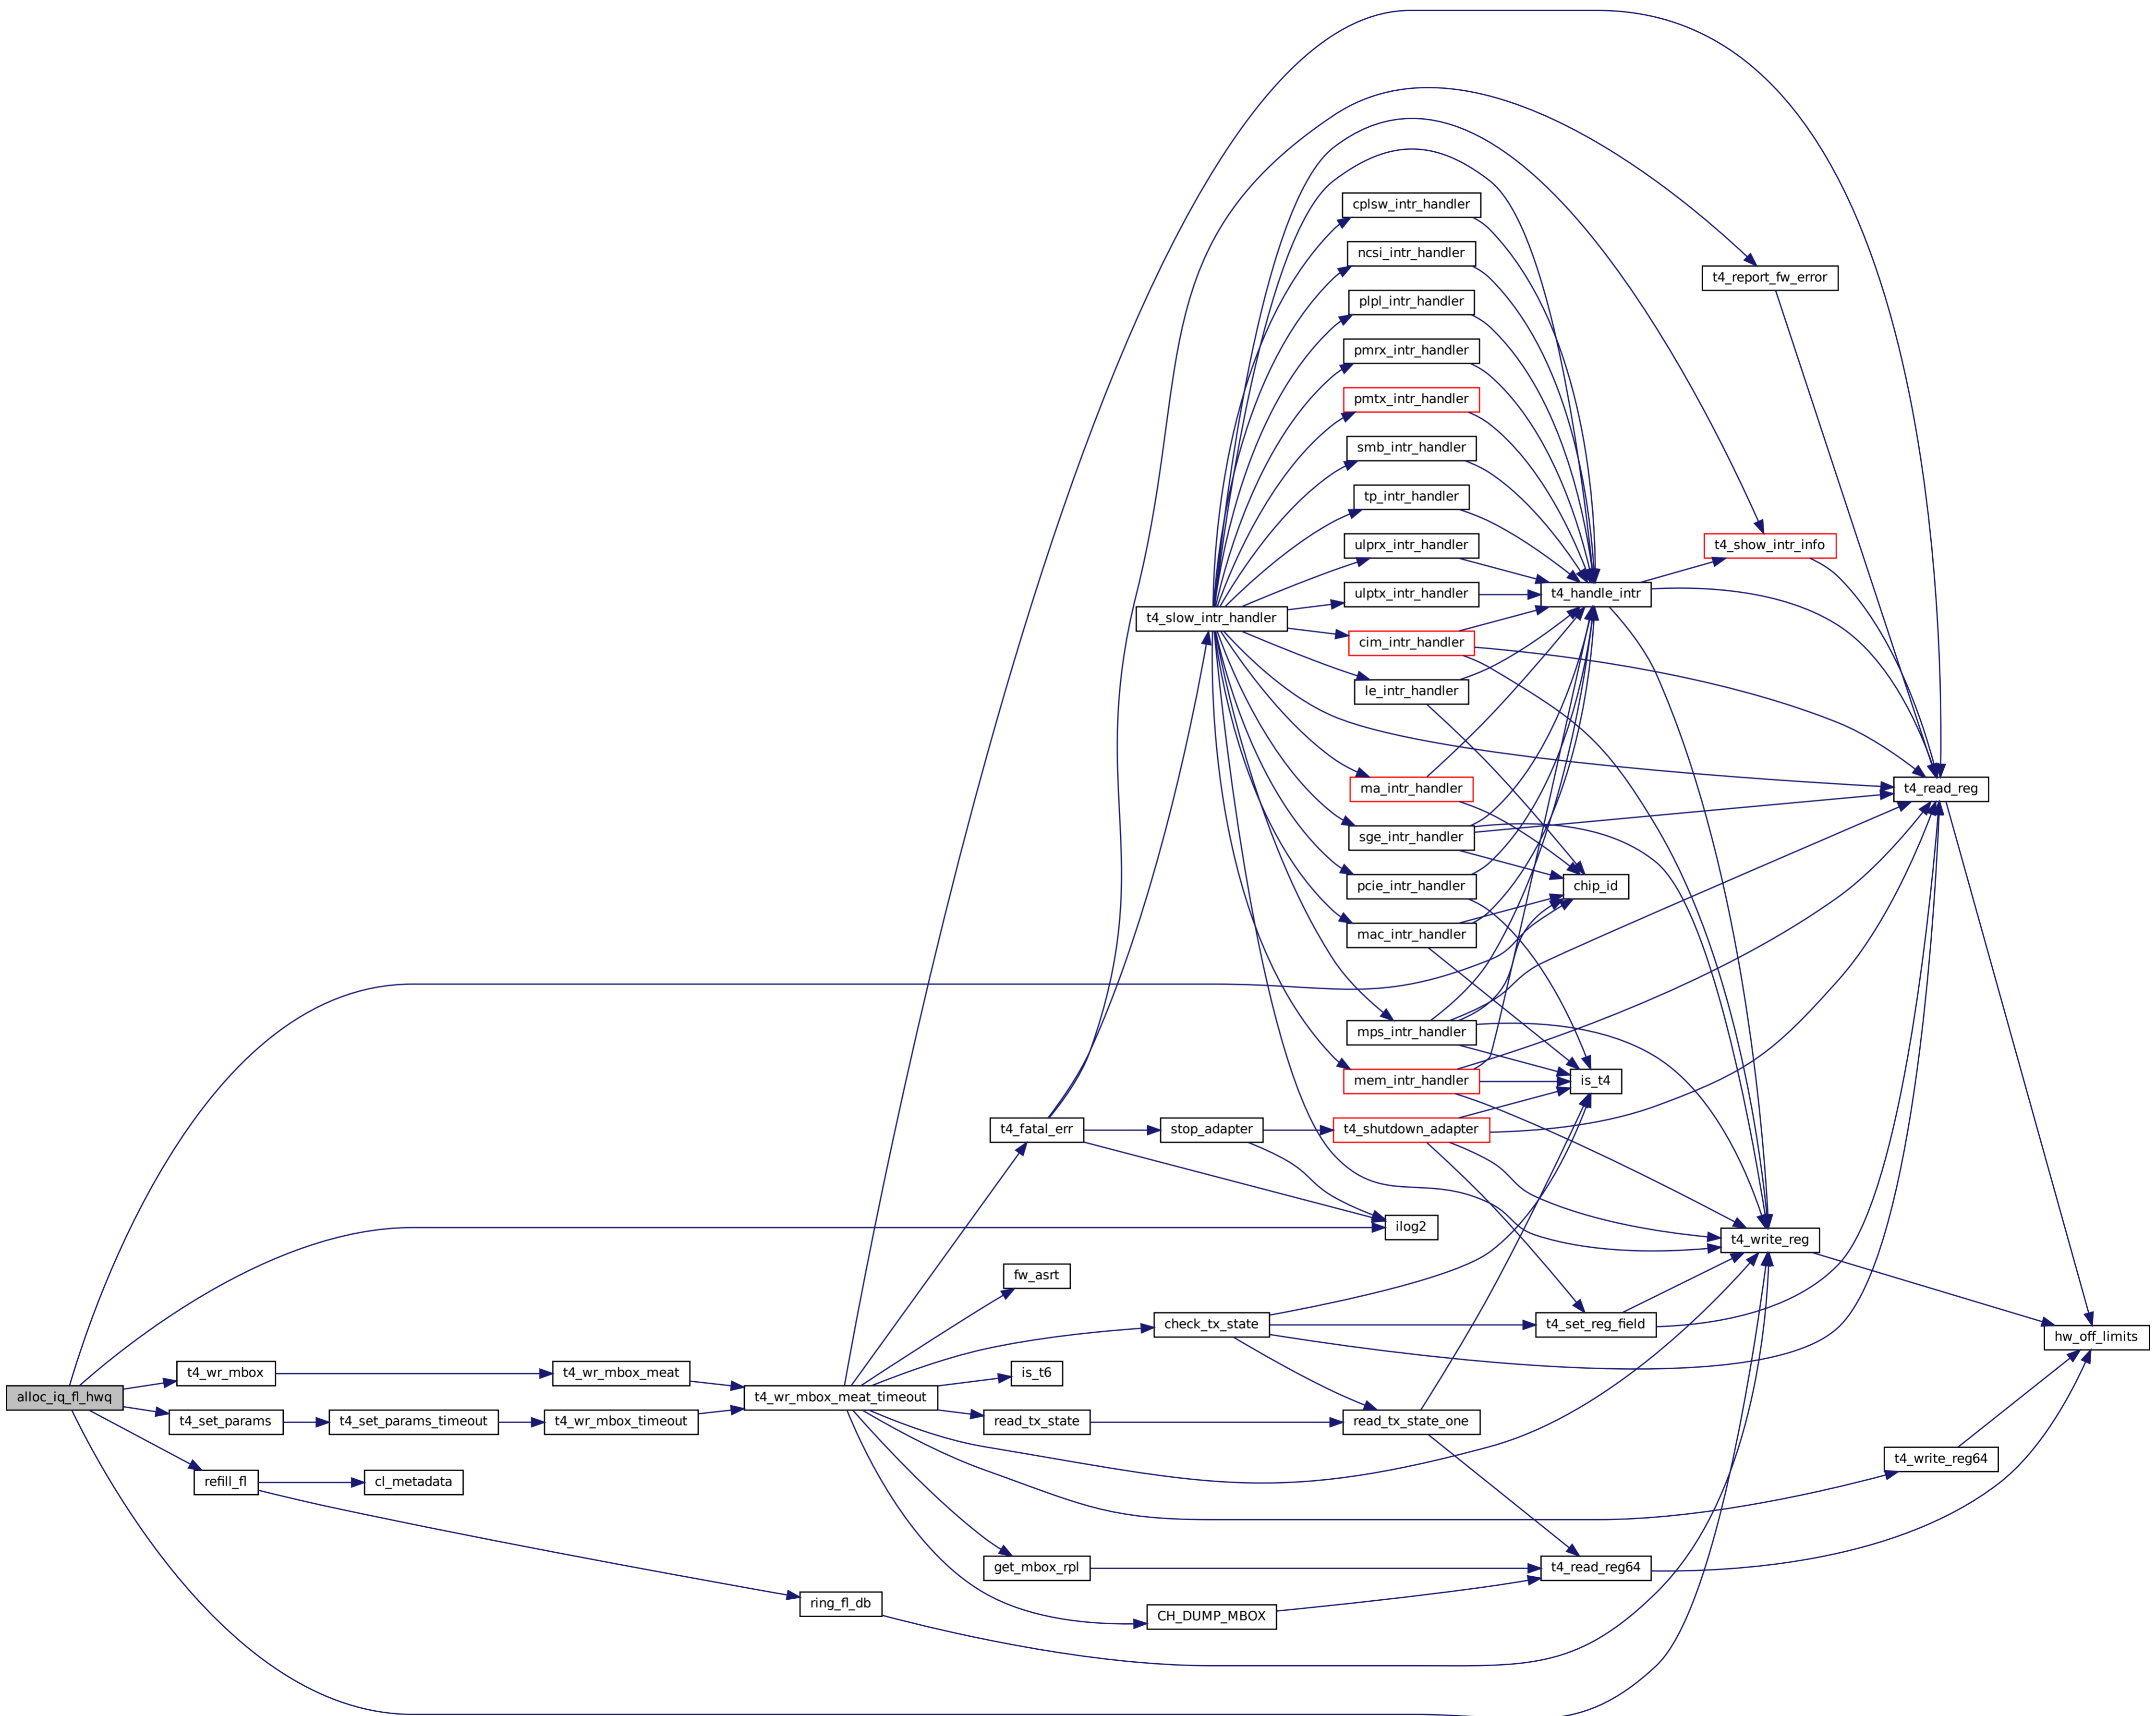 alloc_iq_fl_hwq
t4_wr_mbox
t4_set_params
refill_fl
t4_set_params_timeout
cl_metadata
t4_wr_mbox_meat
t4_wr_mbox_timeout
t4_wr_mbox_meat_timeout
ring_fl_db
t4_fatal_err
fw_asrt
is_t6
read_tx_state
get_mbox_rpl
t4_slow_intr_handler
stop_adapter
check_tx_state
CH_DUMP_MBOX
cplsw_intr_handler
ncsi_intr_handler
plpl_intr_handler
pmrx_intr_handler
pmtx_intr_handler
smb_intr_handler
tp_intr_handler
ulprx_intr_handler
ulptx_intr_handler
cim_intr_handler
le_intr_handler
ma_intr_handler
sge_intr_handler
pcie_intr_handler
mac_intr_handler
mps_intr_handler
mem_intr_handler
t4_shutdown_adapter
ilog2
read_tx_state_one
t4_handle_intr
chip_id
is_t4
t4_set_reg_field
t4_read_reg64
t4_report_fw_error
t4_show_intr_info
t4_write_reg
t4_read_reg
t4_write_reg64
hw_off_limits